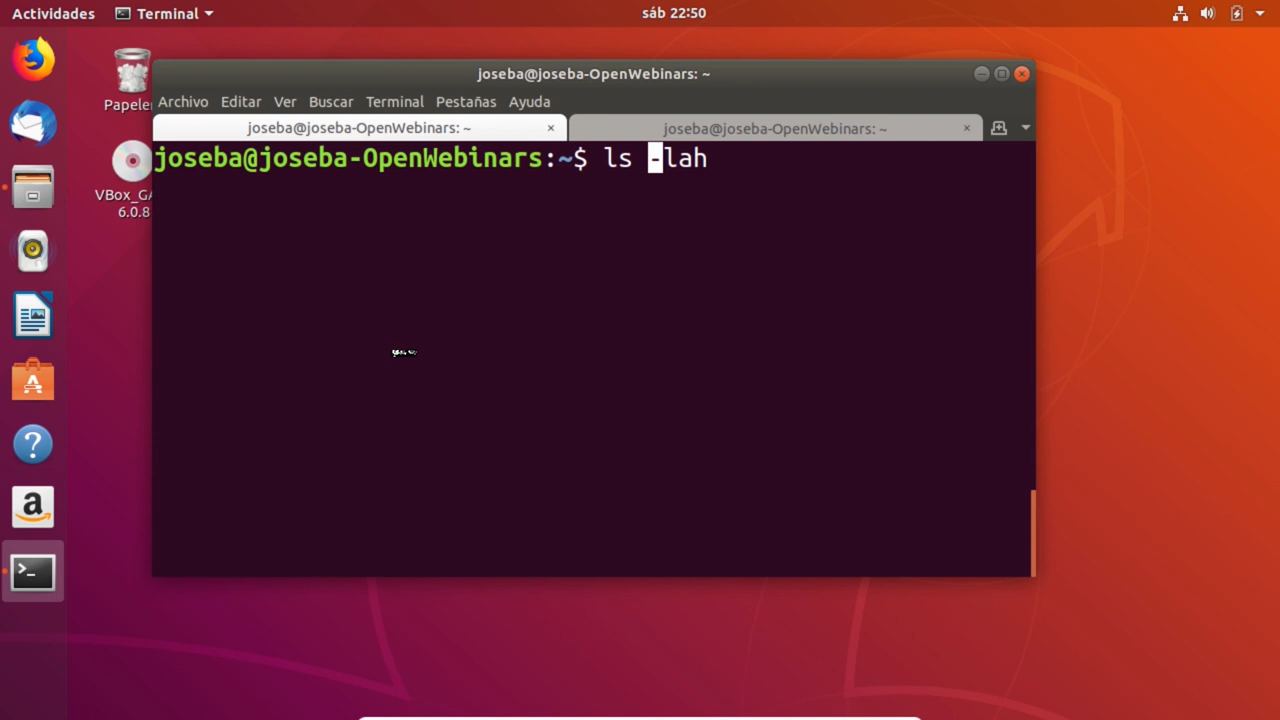 Actividades Terminal sáb 22:50
joseba@joseba-OpenWebinars: ~
Archivo Editar Ver Buscar Terminal Pestañas Ayuda
joseba@joseba-OpenWebinars: ~ × joseba@joseba-OpenWebinars: ~ ×
joseba@joseba-OpenWebinars:~$ ls -lah
Papeler
VBox_GA
6.0.8